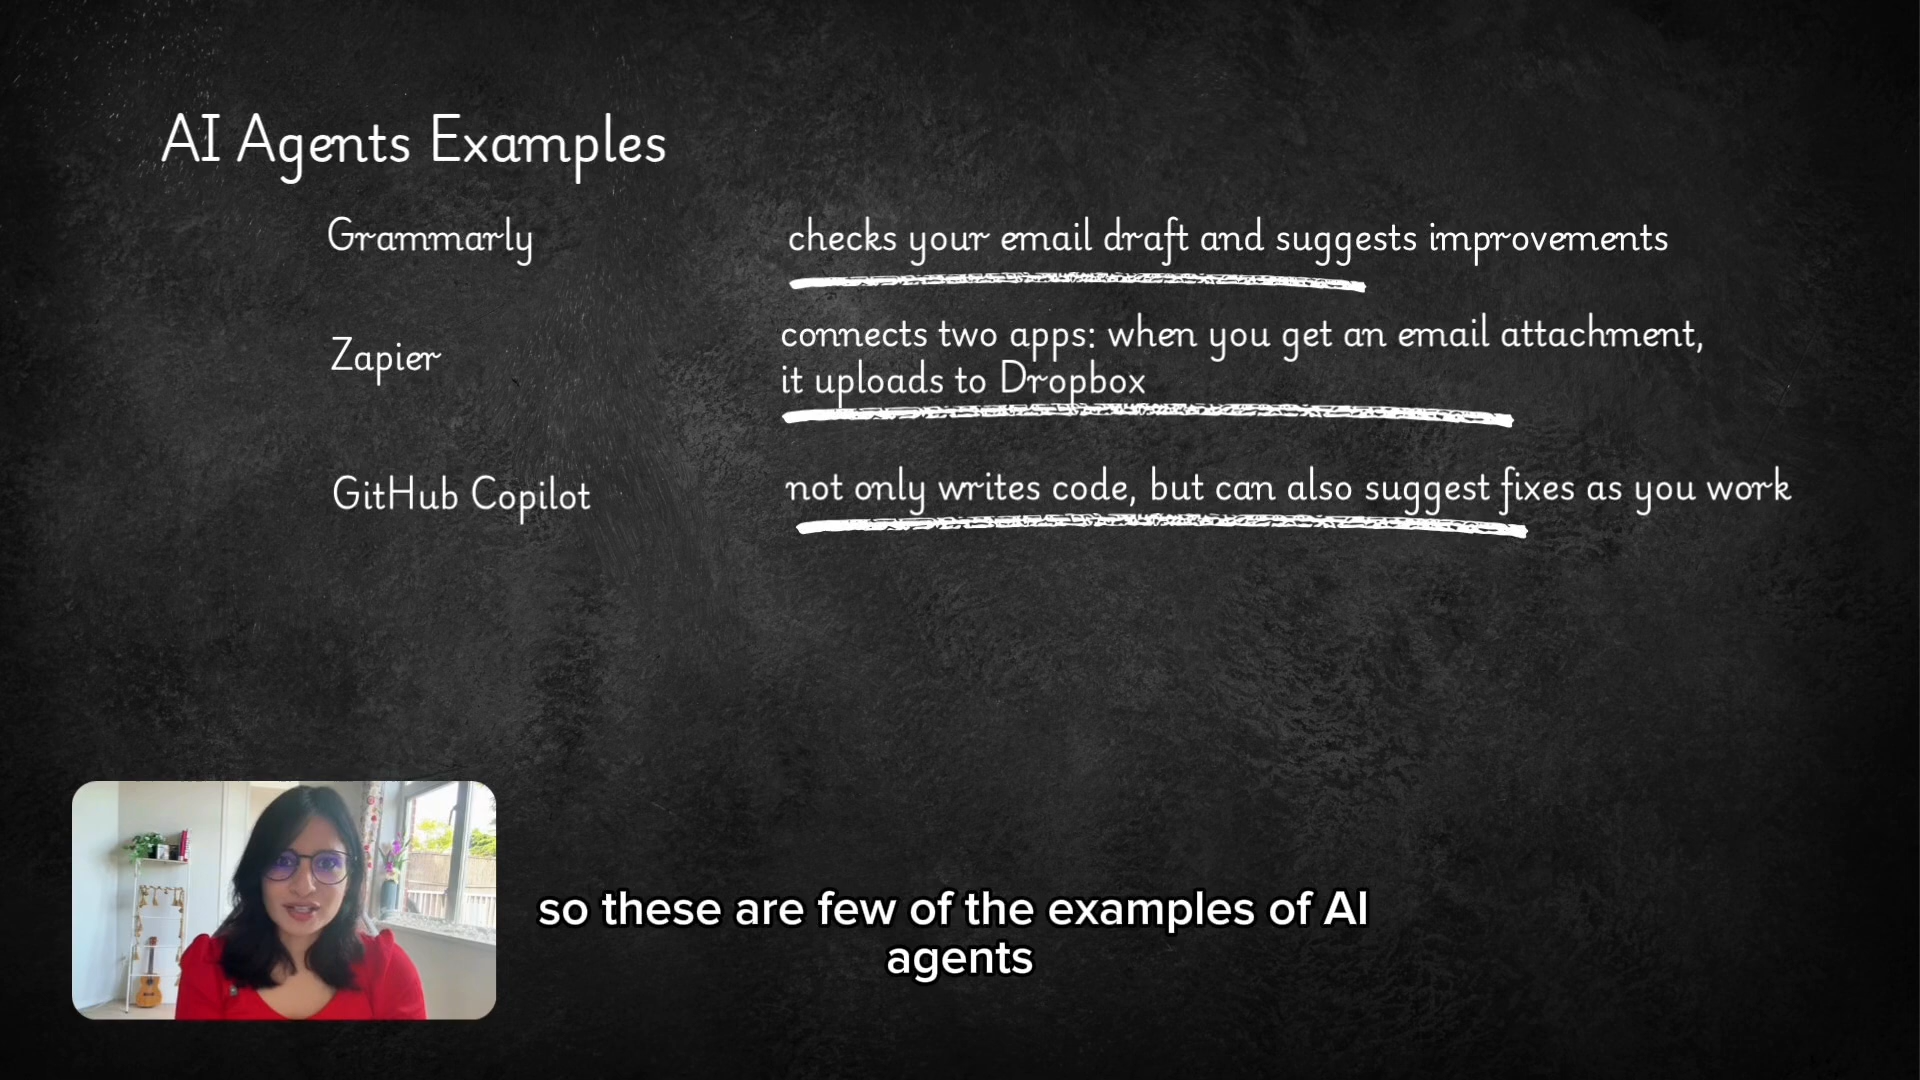 AI Agents Examples
Grammarly
checks your email draft and suggests improvements
Zapier
connects two apps: when you get an email attachment,
it uploads to Dropbox
GitHub Copilot
not only writes code, but can also suggest fixes as you work
so these are few of the examples of AI
agents